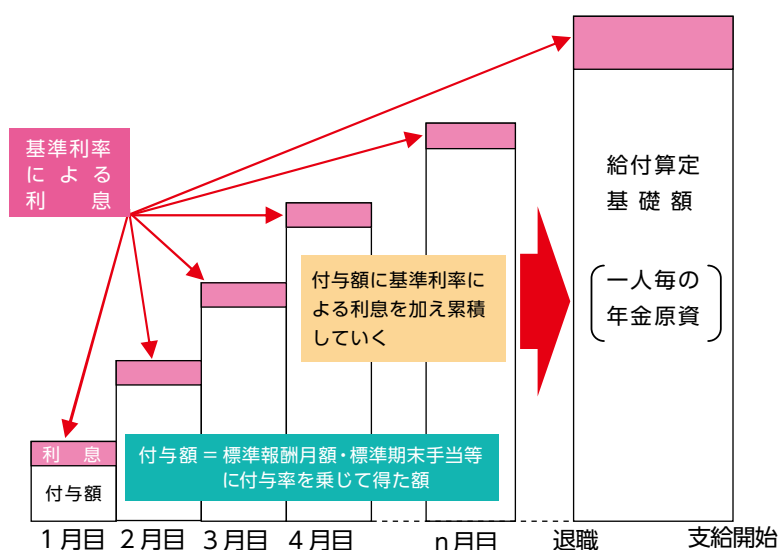 基準利率
による
利息
給付算定
基礎額
一人毎の
年金原資
付与額に基準利率に
よる利息を加え累積
していく
利息
付与額
付与額 = 標準報酬月額・標準期末手当等
に付与率を乗じて得た額
1月目 2月目 3月目 4月目 n月目 退職 支給開始